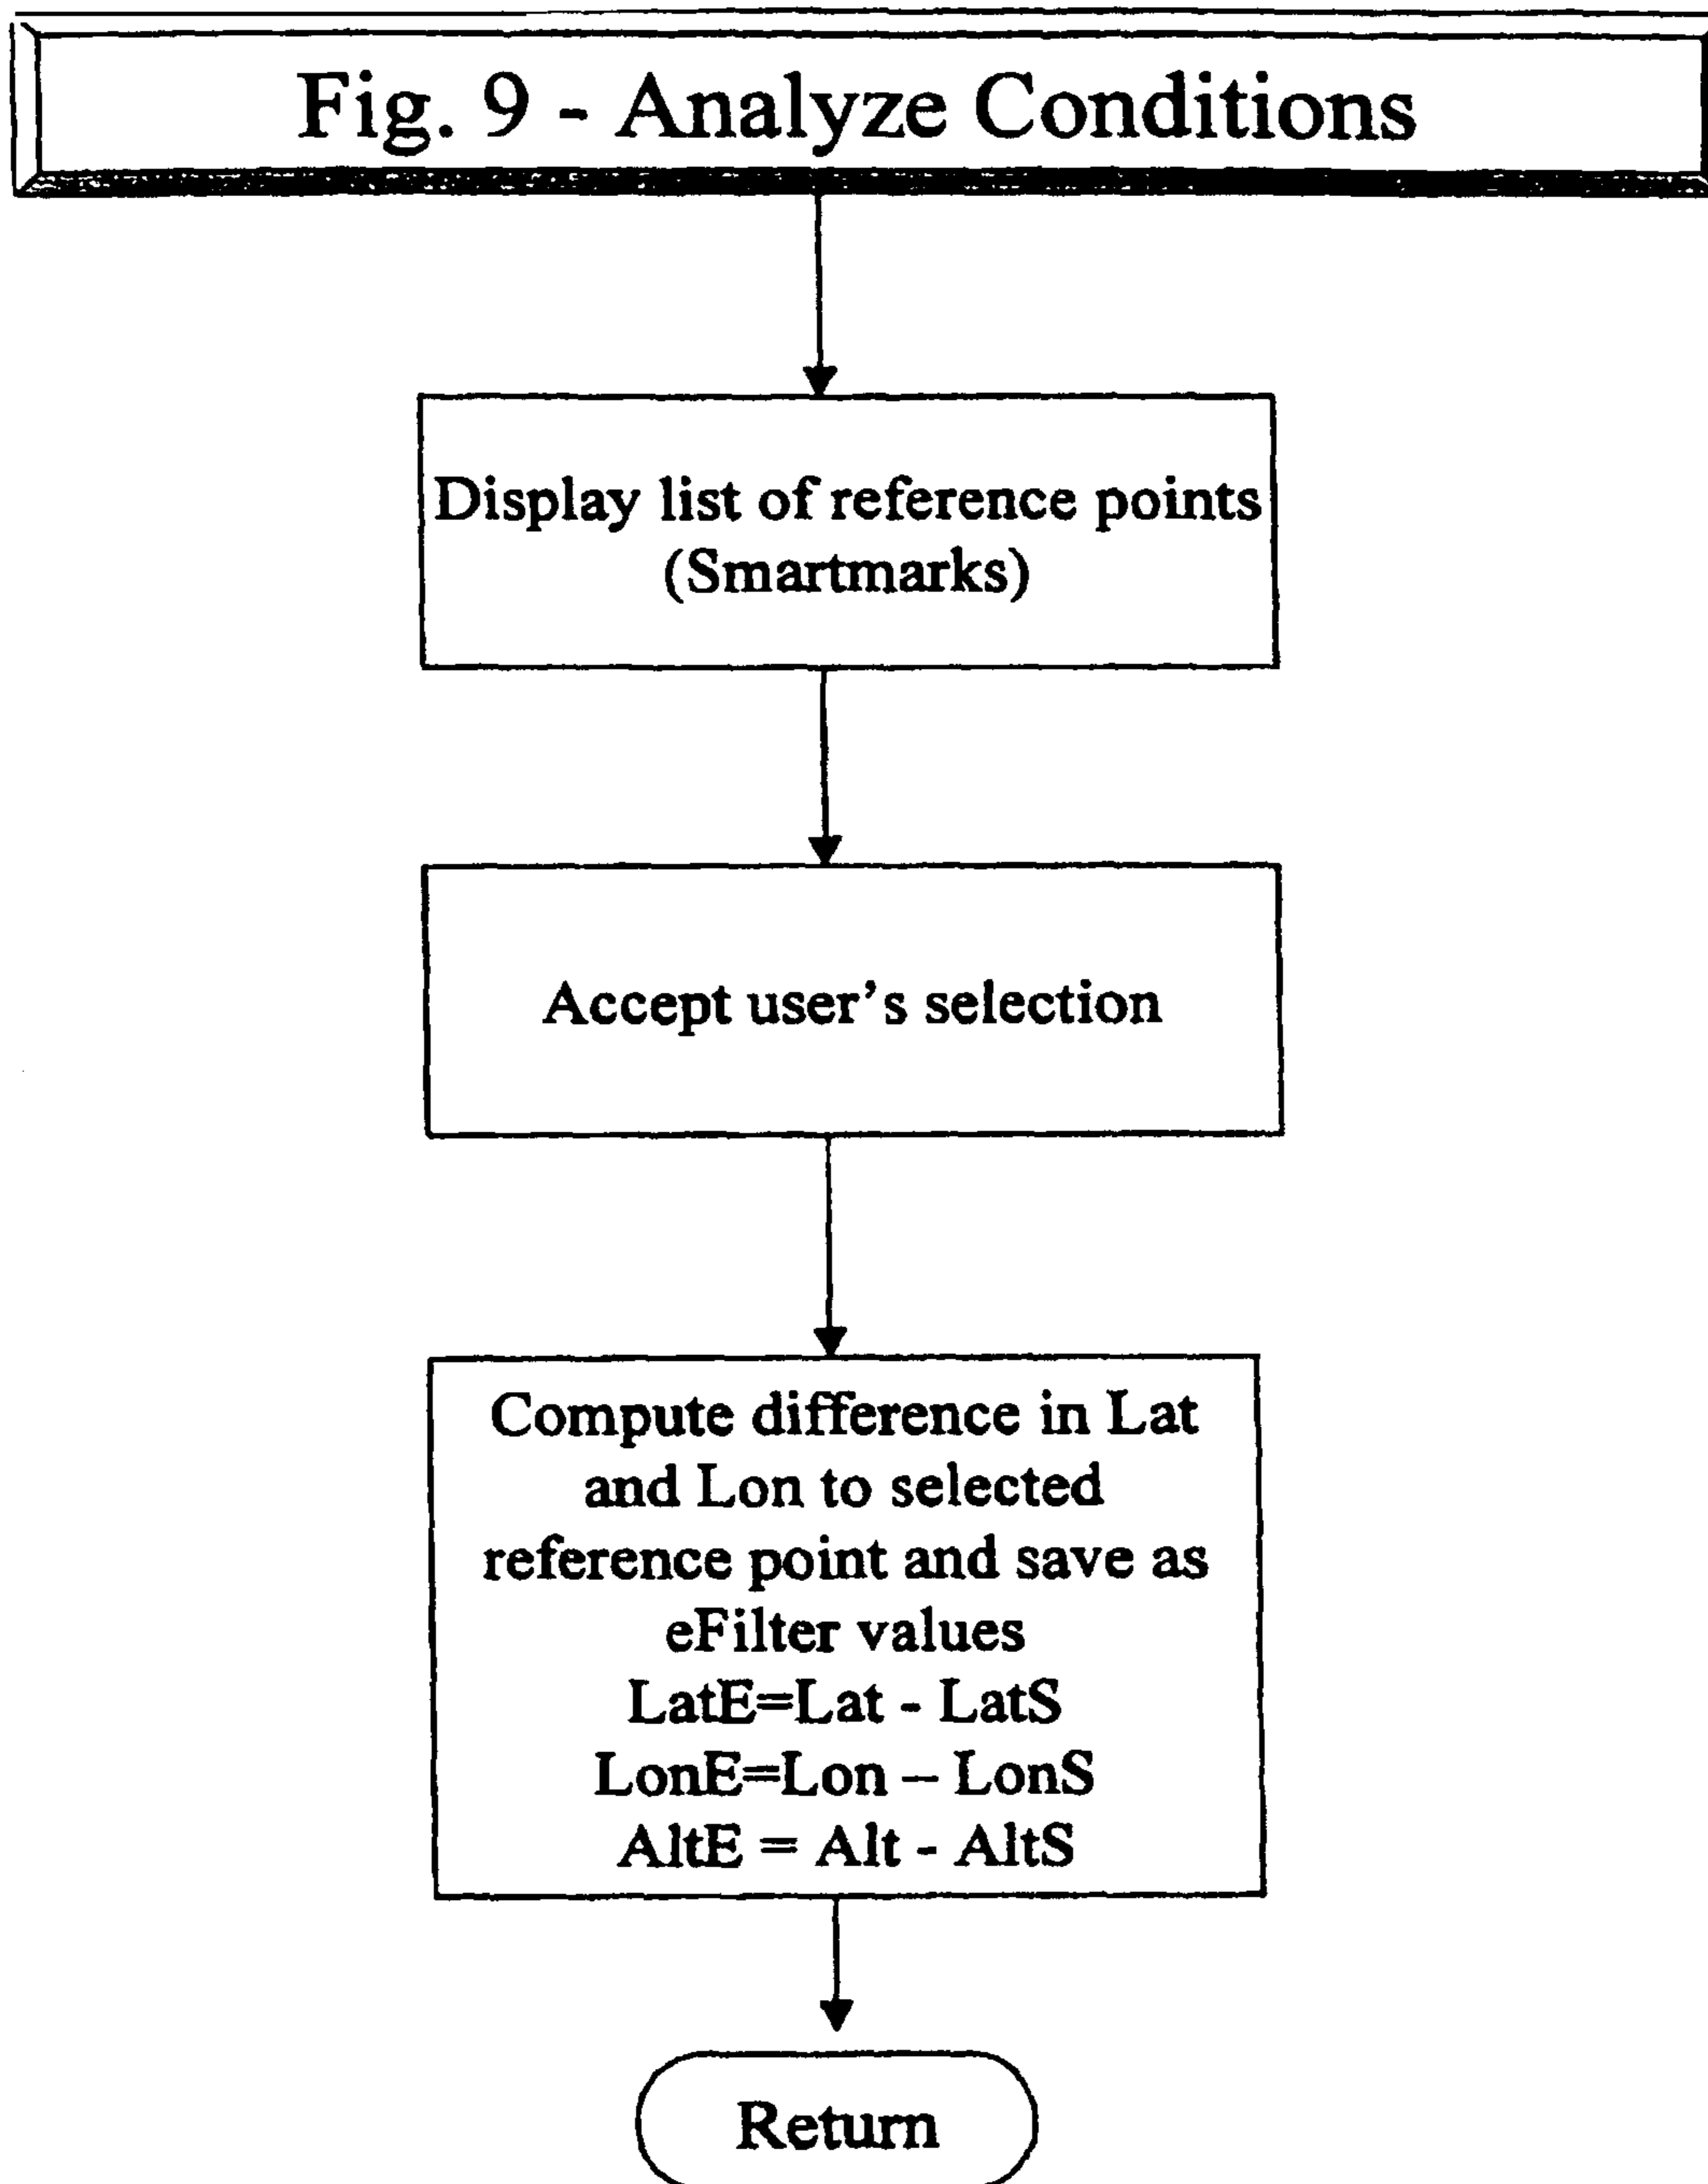 Fig. 9 - Analyze Conditions
Display list of reference points
(Smartmarks)
Accept user's selection
Compute difference in Lat
and Lon to selected
reference point and save as
eFilter values
LatE=Lat - LatS
LonE=Lon – LonS
AltE = Alt - AltS
Return